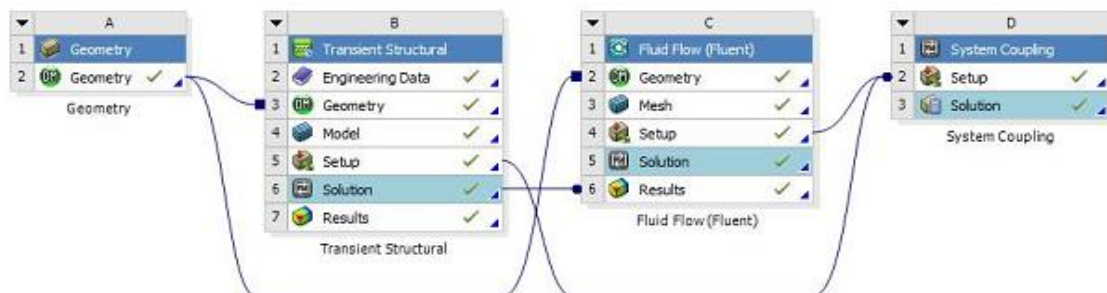 A
1 Geometry
2 Geometry
Geometry
B
1 Transient Structural
2 Engineering Data
3 Geometry
4 Model
5 Setup
6 Solution
7 Results
Transient Structural
C
1 Fluid Flow (Fluent)
2 Geometry
3 Mesh
4 Setup
5 Solution
6 Results
Fluid Flow (Fluent)
D
1 System Coupling
2 Setup
3 Solution
System Coupling